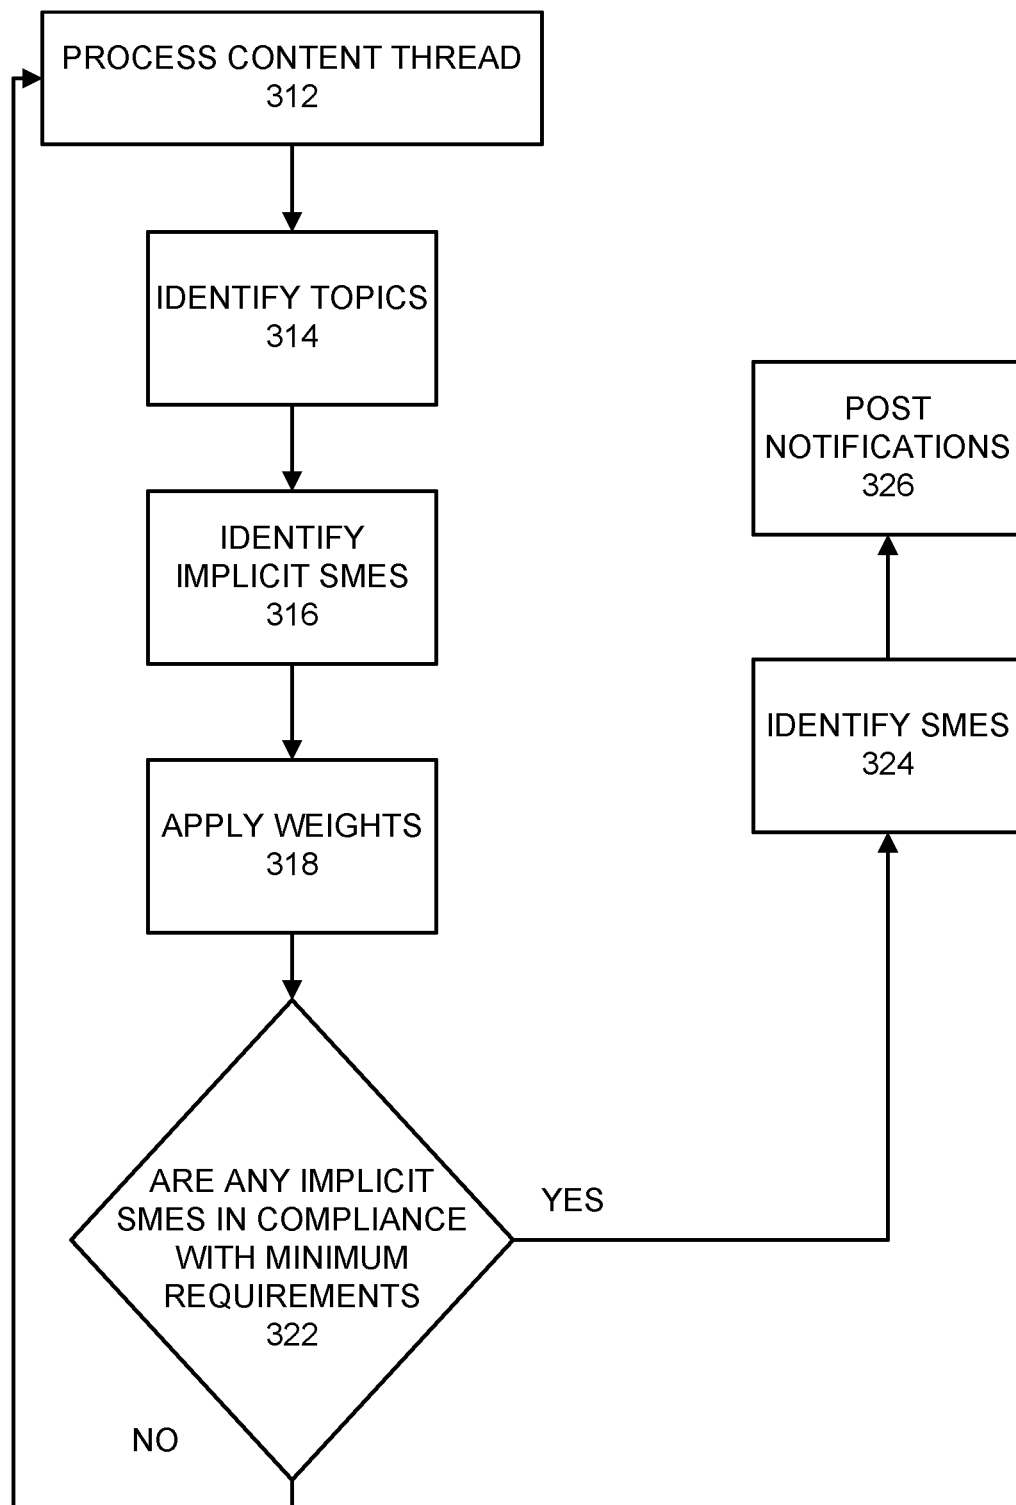 PROCESS CONTENT THREAD
312
IDENTIFY TOPICS
314
IDENTIFY
IMPLICIT SMES
316
APPLY WEIGHTS
318
ARE ANY IMPLICIT
SMES IN COMPLIANCE
WITH MINIMUM
REQUIREMENTS
322
NO
YES
IDENTIFY SMES
324
POST
NOTIFICATIONS
326